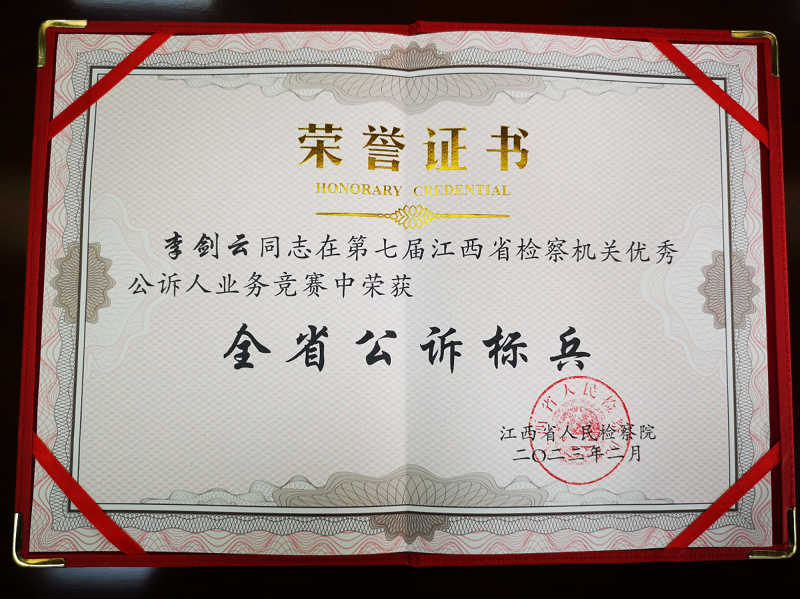 荣誉证书
HONORARY CREDENTIAL
李剑云同志在第七届江西省检察机关优秀
公诉人业务竞赛中荣获
全省公诉标兵
江西省人民检察院
二〇二三年二月